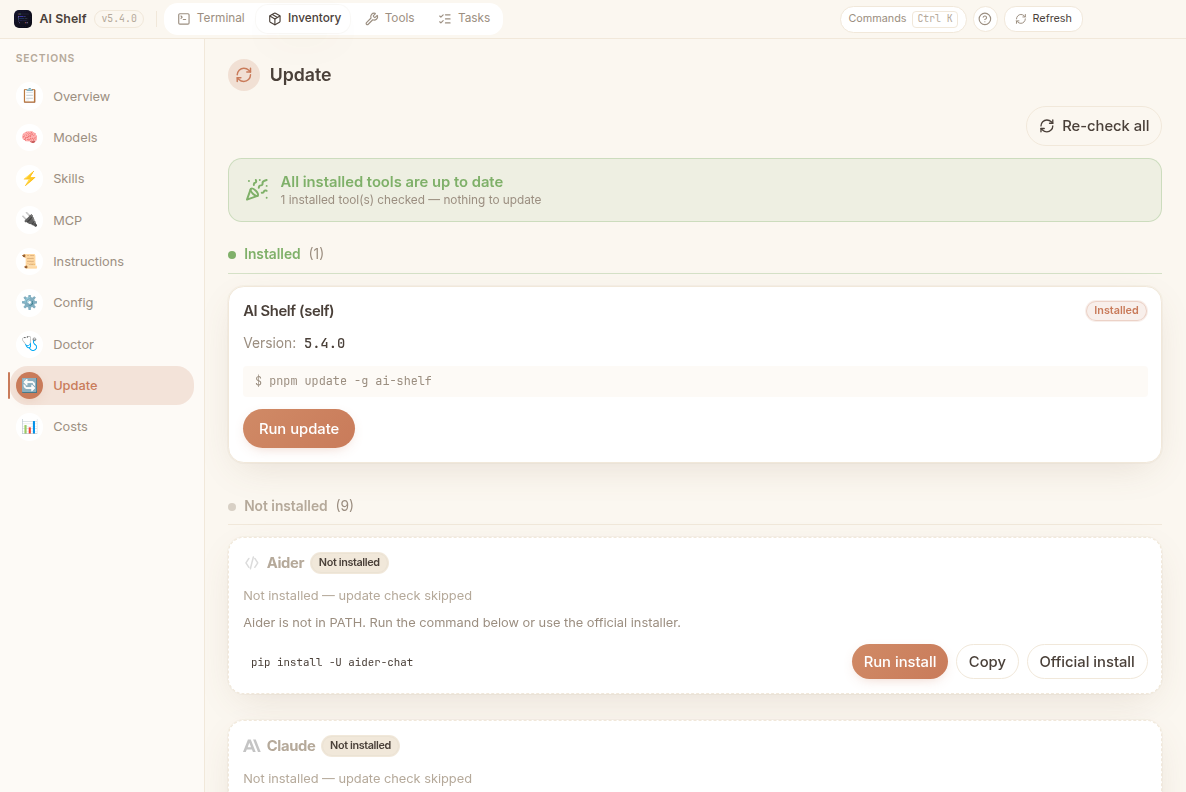 AI Shelf v5.4.0 Terminal Inventory Tools Tasks Commands Ctrl K Refresh
SECTIONS
Overview
Models
Skills
MCP
Instructions
Config
Doctor
Update
Costs
Update
Re-check all
All installed tools are up to date
1 installed tool(s) checked — nothing to update
Installed (1)
AI Shelf (self) Installed
Version: 5.4.0
$ pnpm update -g ai-shelf
Run update
Not installed (9)
Aider Not installed
Not installed — update check skipped
Aider is not in PATH. Run the command below or use the official installer.
pip install -U aider-chat Run install Copy Official install
Claude Not installed
Not installed — update check skipped